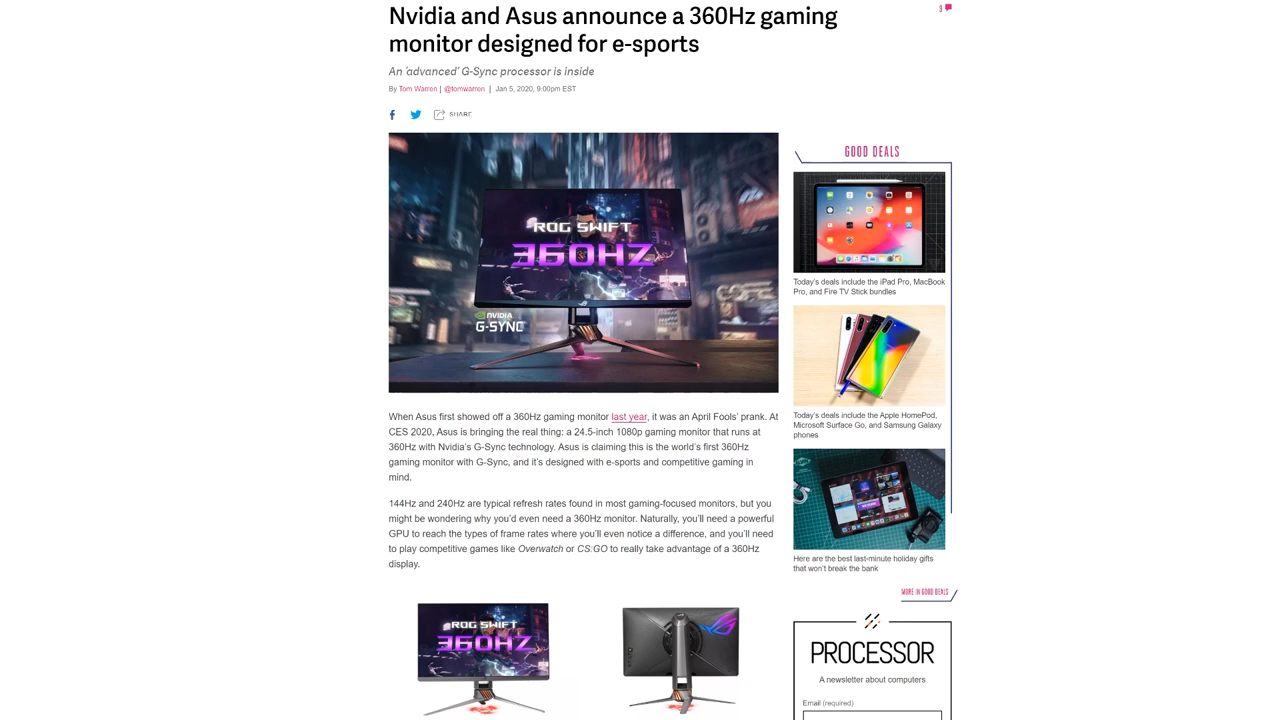 Nvidia and Asus announce a 360Hz gaming
monitor designed for e-sports
9
An 'advanced' G-Sync processor is inside
By Tom Warren | @tomwarren | Jan 5, 2020, 9:00pm EST
SHARE
ROG SWIFT
360HZ
NVIDIA
G-SYNC
When Asus first showed off a 360Hz gaming monitor last year, it was an April Fools' prank. At
CES 2020, Asus is bringing the real thing: a 24.5-inch 1080p gaming monitor that runs at
360Hz with Nvidia's G-Sync technology. Asus is claiming this is the world's first 360Hz
gaming monitor with G-Sync, and it's designed with e-sports and competitive gaming in
mind.
144Hz and 240Hz are typical refresh rates found in most gaming-focused monitors, but you
might be wondering why you'd even need a 360Hz monitor. Naturally, you'll need a powerful
GPU to reach the types of frame rates where you'll even notice a difference, and you'll need
to play competitive games like Overwatch or CS:GO to really take advantage of a 360Hz
display.
ROG SWIFT
360HZ
GOOD DEALS
Today's deals include the iPad Pro, MacBook
Pro, and Fire TV Stick bundles
Today's deals include the Apple HomePod,
Microsoft Surface Go, and Samsung Galaxy
phones
Here are the best last-minute holiday gifts
that won't break the bank
MORE IN GOOD DEALS
PROCESSOR
A newsletter about computers
Email (required)